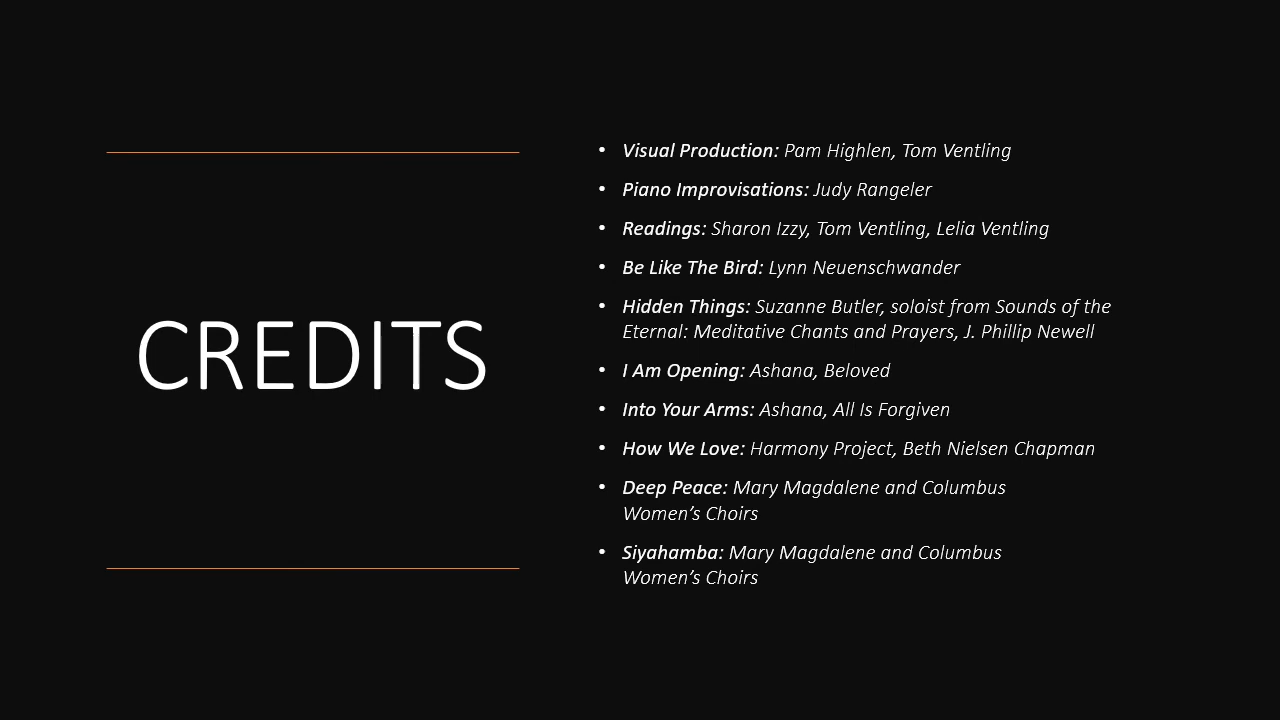 CREDITS
• Visual Production: Pam Highlen, Tom Ventling
• Piano Improvisations: Judy Rangeler
• Readings: Sharon Izzy, Tom Ventling, Lelia Ventling
• Be Like The Bird: Lynn Neuenschwander
• Hidden Things: Suzanne Butler, soloist from Sounds of the
Eternal: Meditative Chants and Prayers, J. Phillip Newell
• I Am Opening: Ashana, Beloved
• Into Your Arms: Ashana, All Is Forgiven
• How We Love: Harmony Project, Beth Nielsen Chapman
• Deep Peace: Mary Magdalene and Columbus
Women’s Choirs
• Siyahamba: Mary Magdalene and Columbus
Women’s Choirs